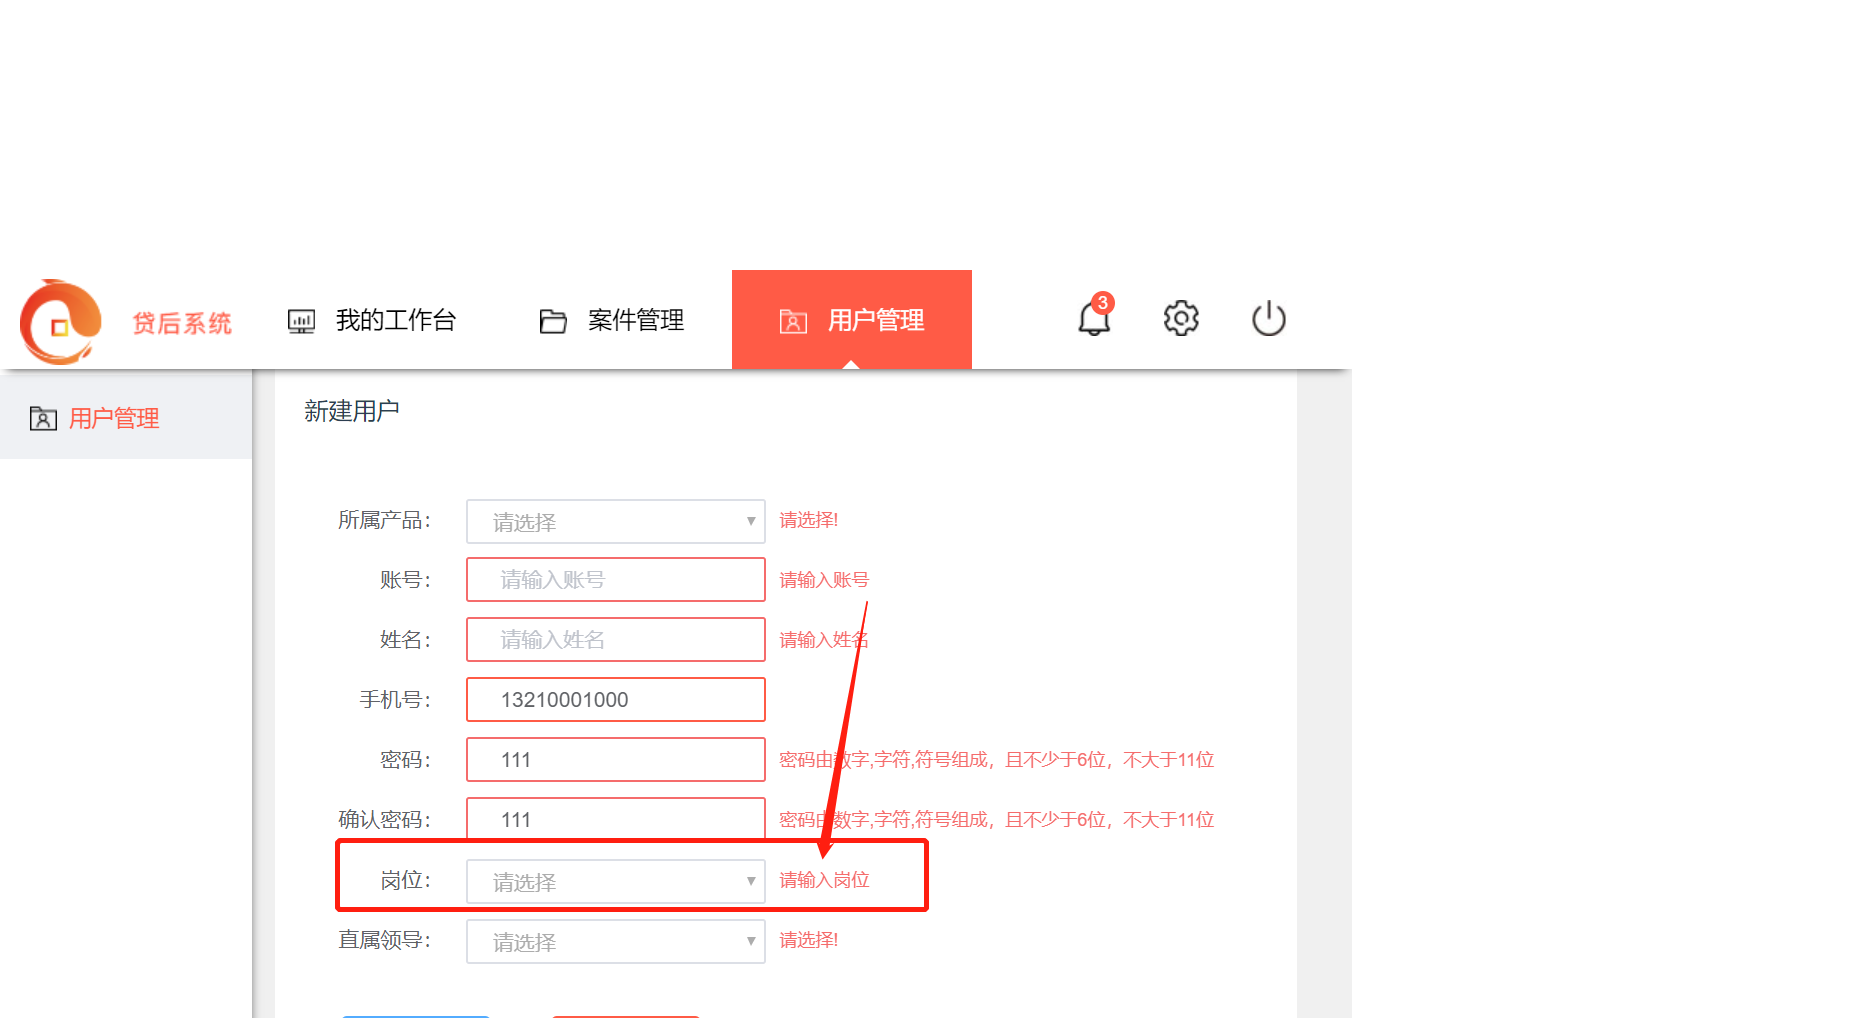 贷后系统 我的工作台 案件管理 用户管理 3
用户管理
新建用户
所属产品： 请选择 请选择!
账号： 请输入账号 请输入账号
姓名： 请输入姓名 请输入姓名
手机号： 13210001000
密码： 111 密码由数字,字符,符号组成，且不少于6位，不大于11位
确认密码： 111 密码由数字,字符,符号组成，且不少于6位，不大于11位
岗位： 请选择 请输入岗位
直属领导： 请选择 请选择!